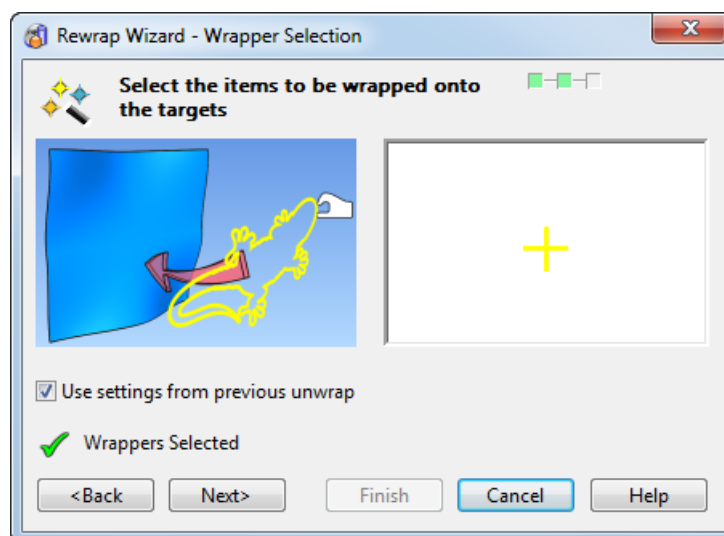 Rewrap Wizard - Wrapper Selection
X
Select the items to be wrapped onto
the targets
Use settings from previous unwrap
Wrappers Selected
<Back Next> Finish Cancel Help